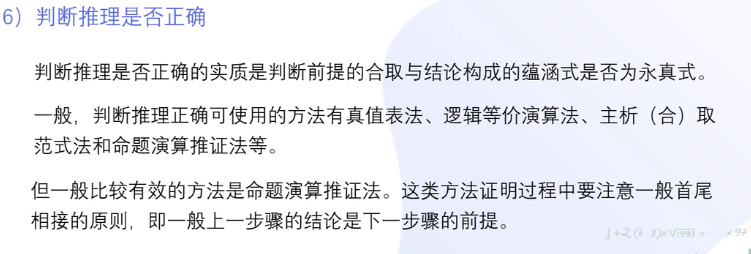 6）判断推理是否正确
判断推理是否正确的实质是判断前提的合取与结论构成的蕴涵式是否为永真式。
一般，判断推理正确可使用的方法有真值表法、逻辑等价演算法、主析（合）取
范式法和命题演算推证法等。
但一般比较有效的方法是命题演算推证法。这类方法证明过程中要注意一般首尾
相接的原则，即一般上一步骤的结论是下一步骤的前提。